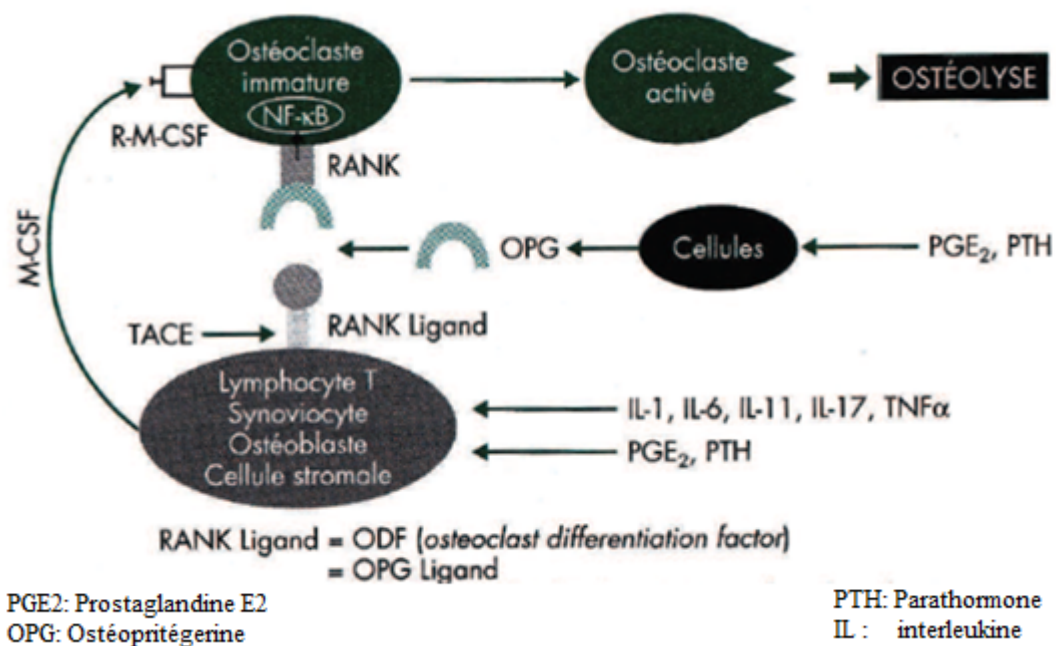 Ostéoclaste
immature
NF-κB
Ostéoclaste
activé
OSTÉOLYSE
R-M-CSF
RANK
M-CSF
OPG
Cellules
PGE₂, PTH
TACE
RANK Ligand
Lymphocyte T
Synoviocyte
Ostéoblaste
Cellule stromale
IL-1, IL-6, IL-11, IL-17, TNFα
PGE₂, PTH
RANK Ligand = ODF (osteoclast differentiation factor)
= OPG Ligand
PGE2: Prostaglandine E2
OPG: Ostéopritégerine
PTH: Parathormone
IL : interleukine